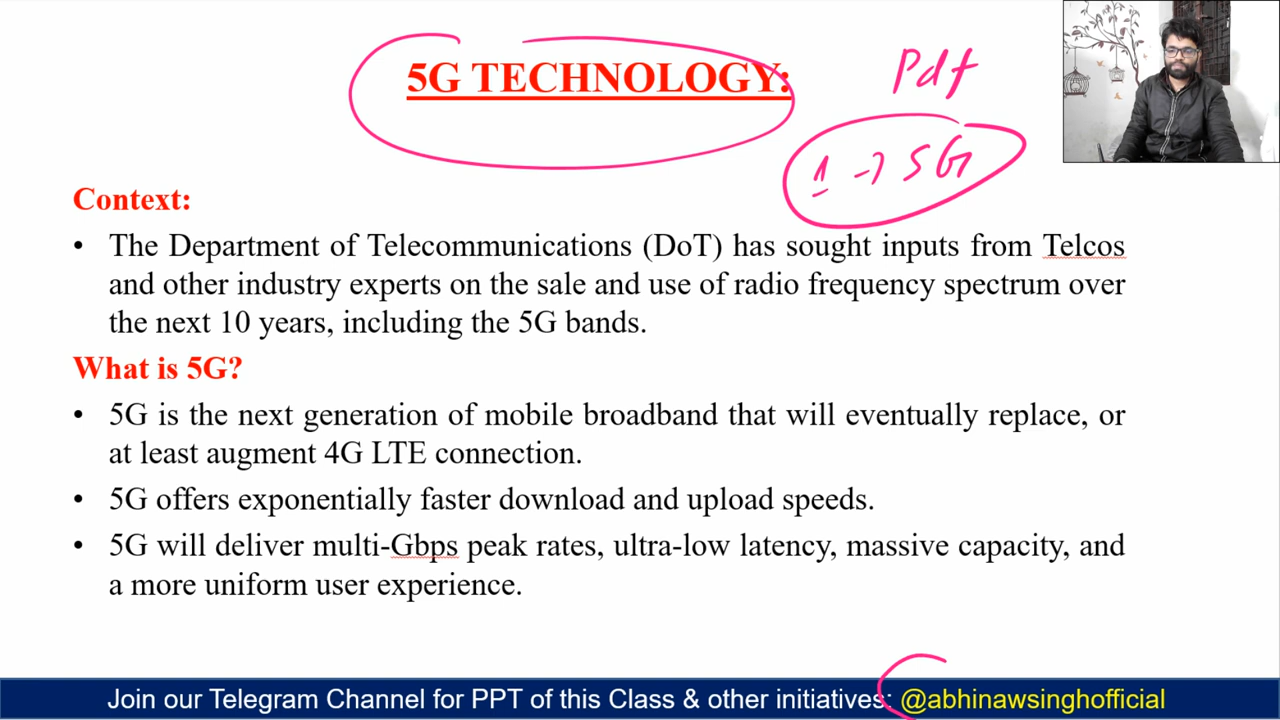 5G TECHNOLOGY:
Pdf
1 → 5G
Context:
• The Department of Telecommunications (DoT) has sought inputs from Telcos
and other industry experts on the sale and use of radio frequency spectrum over
the next 10 years, including the 5G bands.
What is 5G?
• 5G is the next generation of mobile broadband that will eventually replace, or
at least augment 4G LTE connection.
• 5G offers exponentially faster download and upload speeds.
• 5G will deliver multi-Gbps peak rates, ultra-low latency, massive capacity, and
a more uniform user experience.
Join our Telegram Channel for PPT of this Class & other initiatives: @abhinawsinghofficial